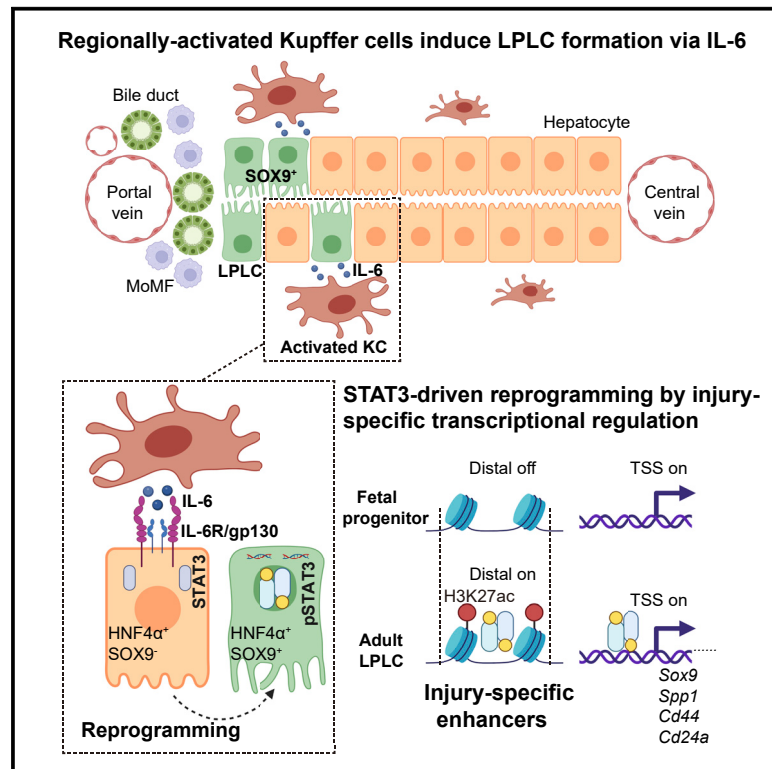 Regionally-activated Kupffer cells induce LPLC formation via IL-6
Bile duct
Hepatocyte
SOX9⁺
Portal
vein
Central
vein
LPLC
IL-6
MoMF
Activated KC
STAT3-driven reprogramming by injury-
specific transcriptional regulation
IL-6
IL-6R/gp130
STAT3
pSTAT3
HNF4α⁺
SOX9⁻
HNF4α⁺
SOX9⁺
Reprogramming
Distal off
TSS on
Fetal
progenitor
Distal on
H3K27ac
TSS on
Adult
LPLC
Injury-specific
enhancers
Sox9
Spp1
Cd44
Cd24a